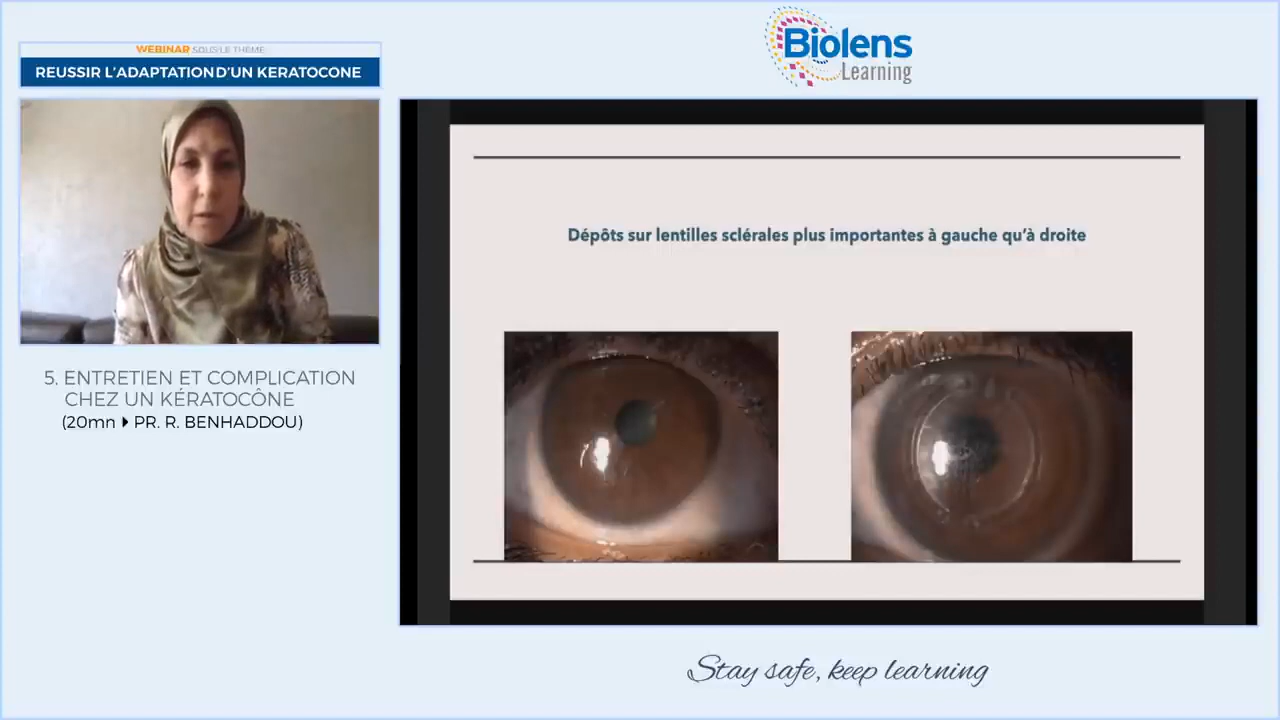 WEBINAR SOUS LE THEME:
REUSSIR L'ADAPTATION D'UN KERATOCONE
Biolens
Learning
Dépôts sur lentilles sclérales plus importantes à gauche qu'à droite
5. ENTRETIEN ET COMPLICATION
CHEZ UN KÉRATOCÔNE
(20mn PR. R. BENHADDOU)
Stay safe, keep learning